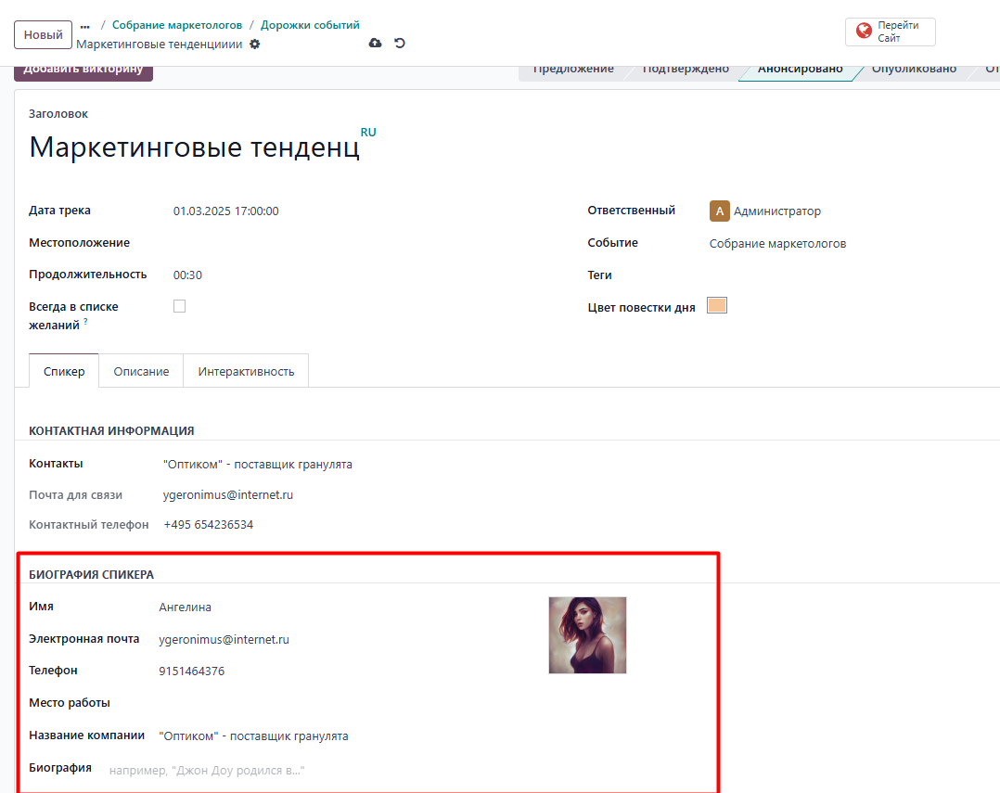 Новый
... / Собрание маркетологов / Дорожки событий
Маркетинговые тенденциии
Перейти
Сайт
Добавить викторину
Предложение Подтверждено Анонсировано Опубликовано От
Заголовок
Маркетинговые тенденц RU
Дата трека 01.03.2025 17:00:00
Ответственный А Администратор
Местоположение
Событие Собрание маркетологов
Продолжительность 00:30
Теги
Всегда в списке
желаний ?
Цвет повестки дня
Спикер Описание Интерактивность
КОНТАКТНАЯ ИНФОРМАЦИЯ
Контакты "Оптиком" - поставщик гранулята
Почта для связи ygeronimus@internet.ru
Контактный телефон +495 654236534
БИОГРАФИЯ СПИКЕРА
Имя Ангелина
Электронная почта ygeronimus@internet.ru
Телефон 9151464376
Место работы
Название компании "Оптиком" - поставщик гранулята
Биография например, "Джон Доу родился в..."